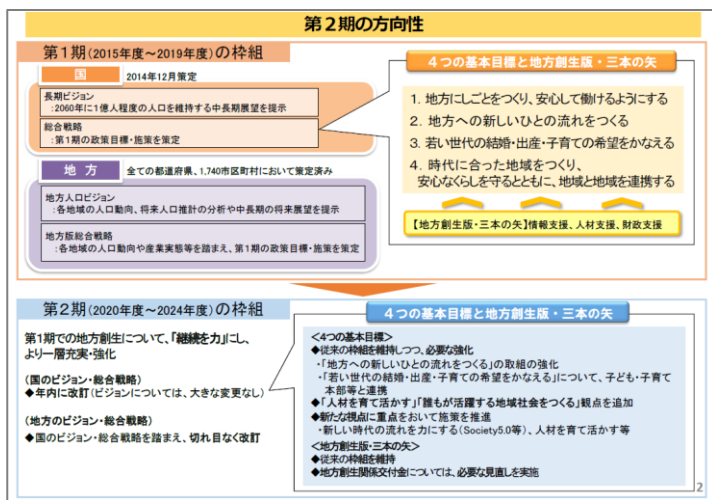 第２期の方向性
第１期(2015年度～2019年度)の枠組
国
2014年12月策定
長期ビジョン
：2060年に1億人程度の人口を維持する中長期展望を提示
総合戦略
：第１期の政策目標・施策を策定
地 方
全ての都道府県、1,740市区町村において策定済み
地方人口ビジョン
：各地域の人口動向、将来人口推計の分析や中長期の将来展望を提示
地方版総合戦略
：各地域の人口動向や産業実態等を踏まえ、第１期の政策目標・施策を策定
４つの基本目標と地方創生版・三本の矢
1．地方にしごとをつくり、安心して働けるようにする
2．地方への新しいひとの流れをつくる
3．若い世代の結婚・出産・子育ての希望をかなえる
4．時代に合った地域をつくり、
安心なくらしを守るとともに、地域と地域を連携する
【地方創生版・三本の矢】情報支援、人材支援、財政支援
第２期(2020年度～2024年度)の枠組
第１期での地方創生について、「継続を力」にし、
より一層充実・強化
(国のビジョン・総合戦略)
◆年内に改訂(ビジョンについては、大きな変更なし)
(地方のビジョン・総合戦略)
◆国のビジョン・総合戦略を踏まえ、切れ目なく改訂
４つの基本目標と地方創生版・三本の矢
＜4つの基本目標＞
◆従来の枠組を維持しつつ、必要な強化
・「地方への新しいひとの流れをつくる」の取組の強化
・「若い世代の結婚・出産・子育ての希望をかなえる」について、子ども・子育て
本部等と連携
◆「人材を育て活かす」「誰もが活躍する地域社会をつくる」観点を追加
◆新たな視点に重点をおいて施策を推進
・新しい時代の流れを力にする(Society5.0等)、人材を育て活かす等
＜地方創生版・三本の矢＞
◆従来の枠組を維持
◆地方創生関係交付金については、必要な見直しを実施
2